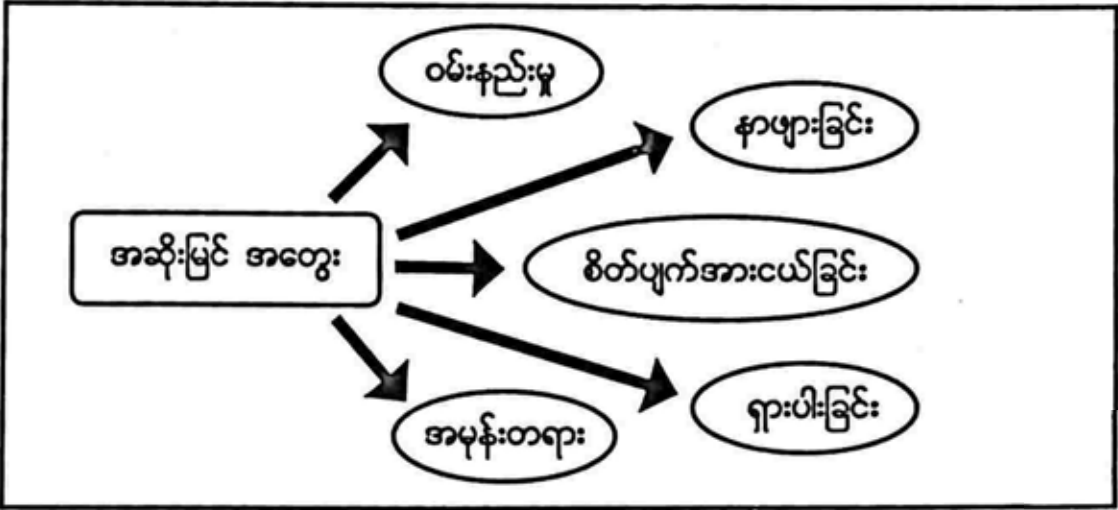 ဝမ်းနည်းမှု
နာဖျားခြင်း
အဆိုးမြင် အတွေး
စိတ်ပျက်အားငယ်ခြင်း
ရှားပါးခြင်း
အမုန်းတရား